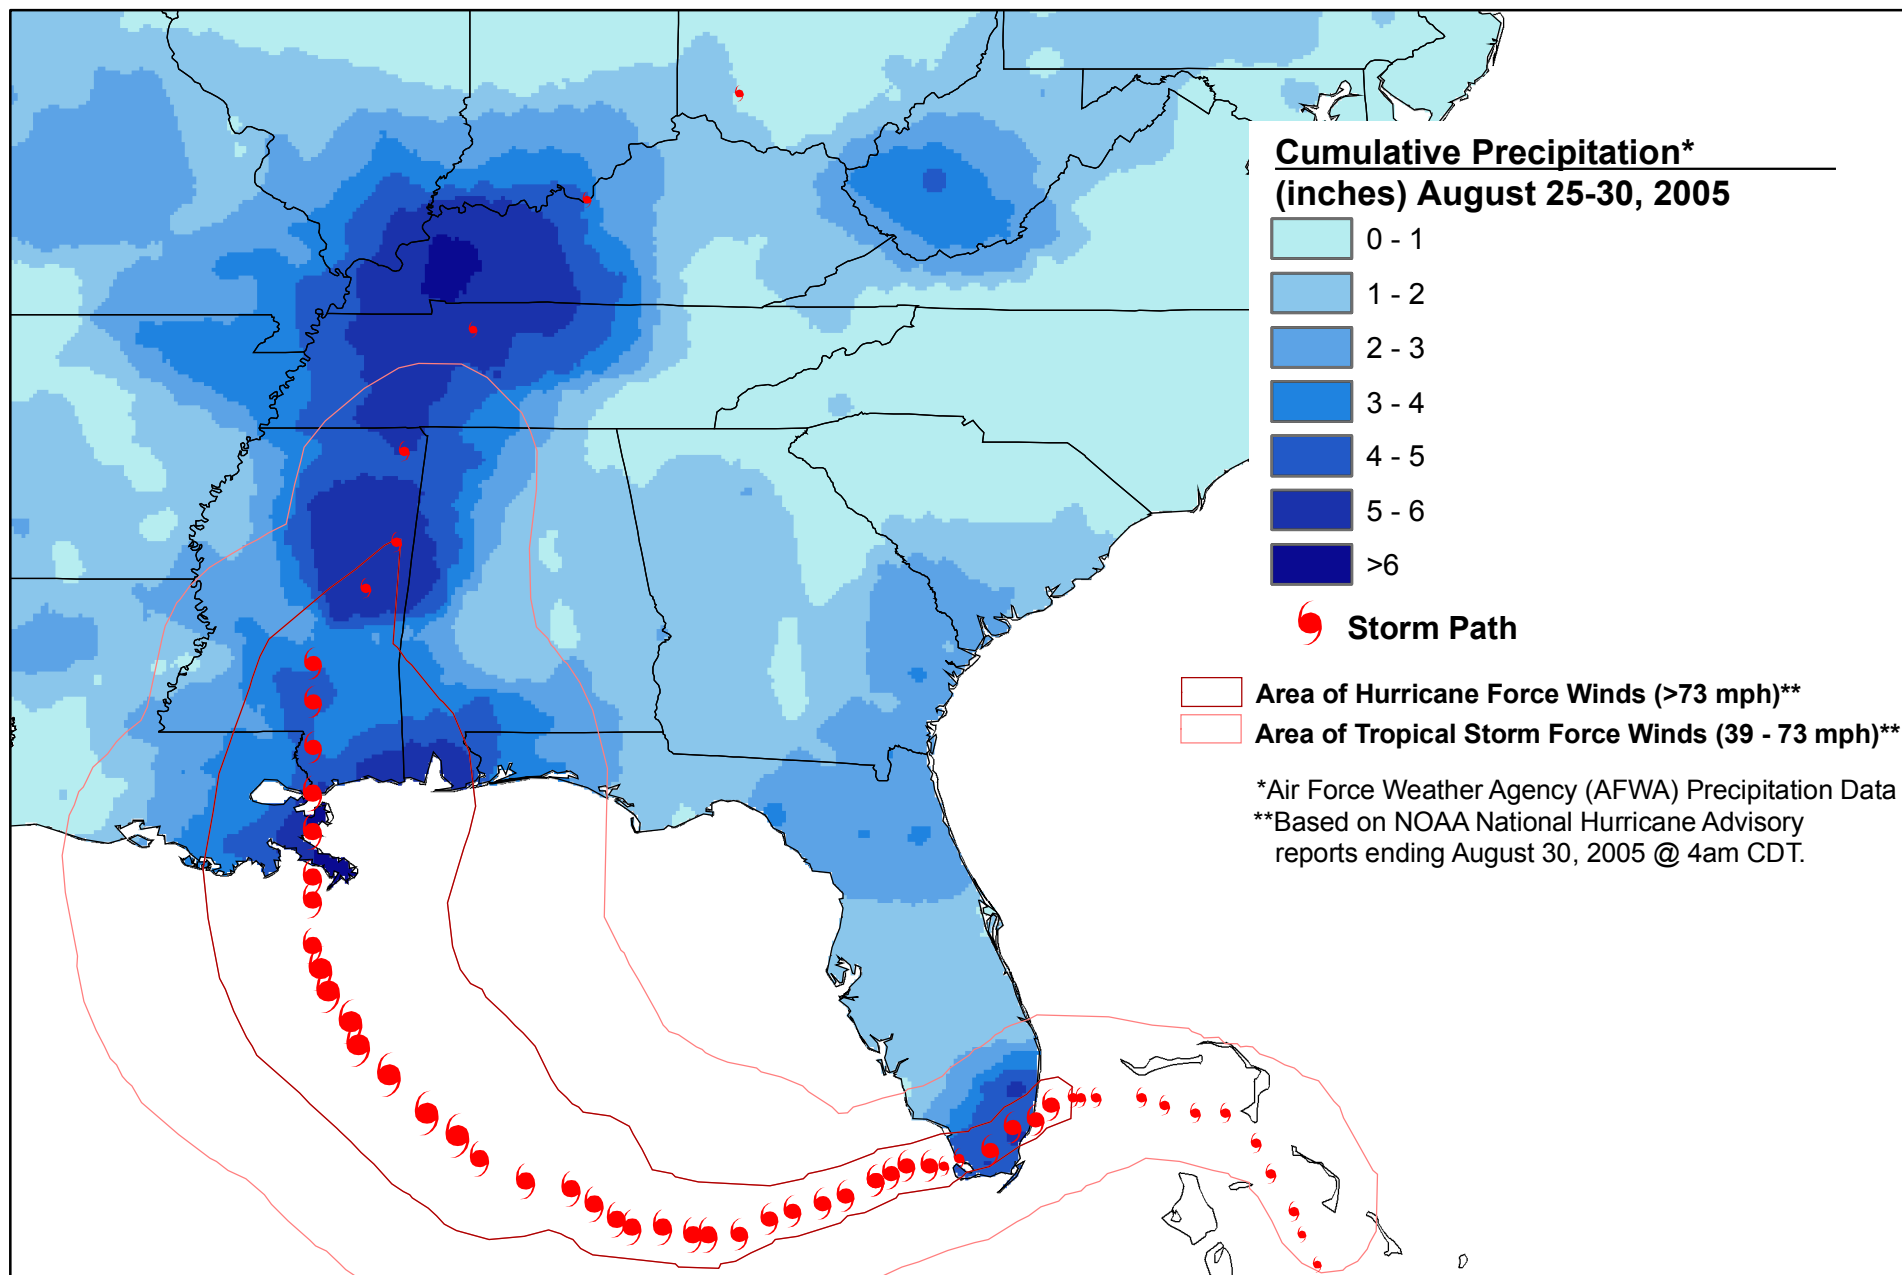 Cumulative Precipitation*
(inches) August 25-30, 2005
0 - 1
1 - 2
2 - 3
3 - 4
4 - 5
5 - 6
>6
Storm Path
Area of Hurricane Force Winds (>73 mph)**
Area of Tropical Storm Force Winds (39 - 73 mph)**
*Air Force Weather Agency (AFWA) Precipitation Data
**Based on NOAA National Hurricane Advisory
reports ending August 30, 2005 @ 4am CDT.